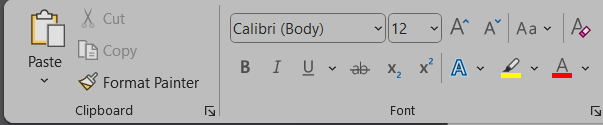 Cut
Calibri (Body) 12 A A Aa A
Copy
Paste
Format Painter
B I U ab x₂ x² A A
Clipboard
Font